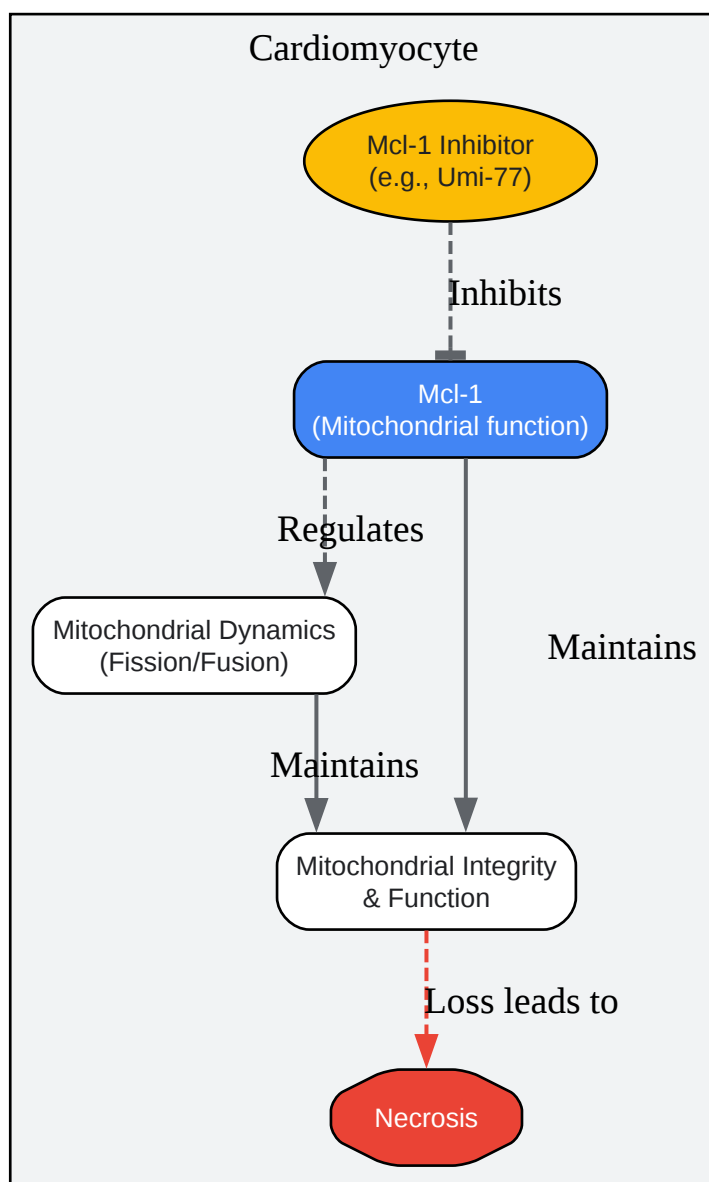 Cardiomyocyte
Mcl-1 Inhibitor
(e.g., Umi-77)
Inhibits
Mcl-1
(Mitochondrial function)
Regulates
Mitochondrial Dynamics
(Fission/Fusion)
Maintains
Maintains
Mitochondrial Integrity
& Function
Loss leads to
Necrosis